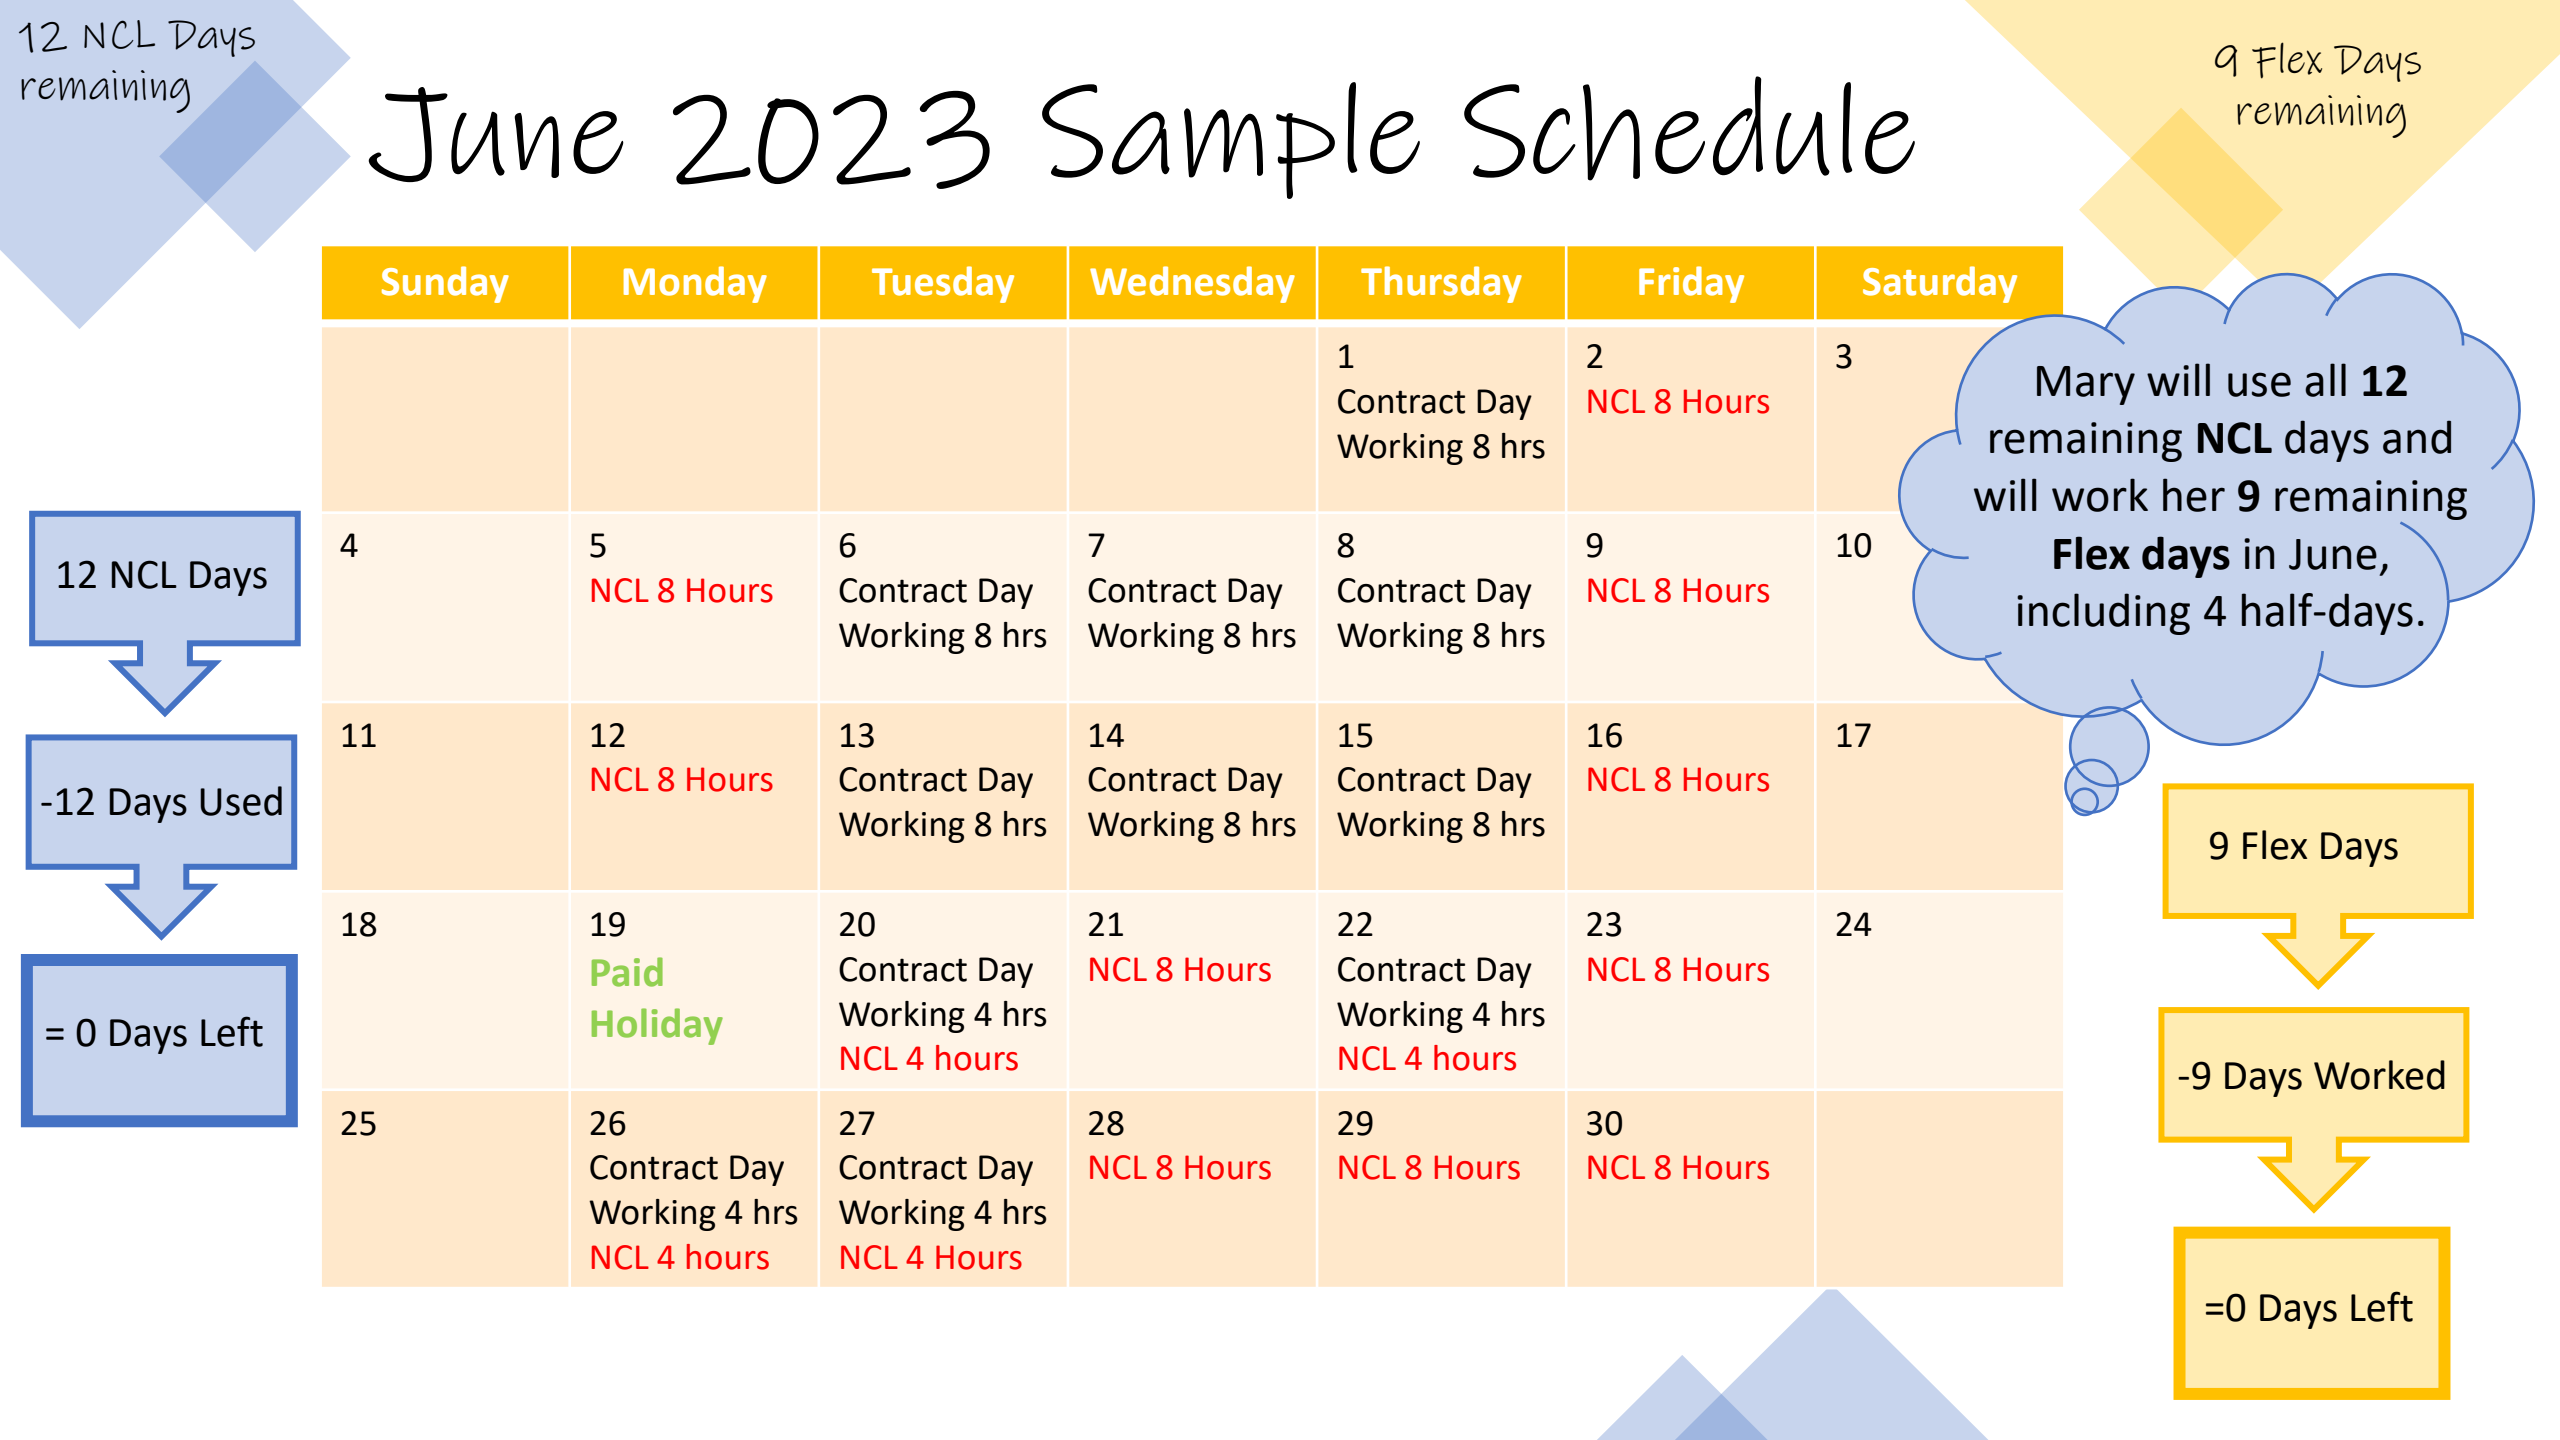 12 NCL Days
remaining
June 2023 Sample Schedule
9 Flex Days
remaining
Sunday Monday Tuesday Wednesday Thursday Friday Saturday
1
Contract Day
Working 8 hrs
2
NCL 8 Hours
3
4
5
NCL 8 Hours
6
Contract Day
Working 8 hrs
7
Contract Day
Working 8 hrs
8
Contract Day
Working 8 hrs
9
NCL 8 Hours
10
11
12
NCL 8 Hours
13
Contract Day
Working 8 hrs
14
Contract Day
Working 8 hrs
15
Contract Day
Working 8 hrs
16
NCL 8 Hours
17
18
19
Paid
Holiday
20
Contract Day
Working 4 hrs
NCL 4 hours
21
NCL 8 Hours
22
Contract Day
Working 4 hrs
NCL 4 hours
23
NCL 8 Hours
24
25
26
Contract Day
Working 4 hrs
NCL 4 hours
27
Contract Day
Working 4 hrs
NCL 4 Hours
28
NCL 8 Hours
29
NCL 8 Hours
30
NCL 8 Hours
Mary will use all 12
remaining NCL days and
will work her 9 remaining
Flex days in June,
including 4 half-days.
12 NCL Days
-12 Days Used
= 0 Days Left
9 Flex Days
-9 Days Worked
=0 Days Left